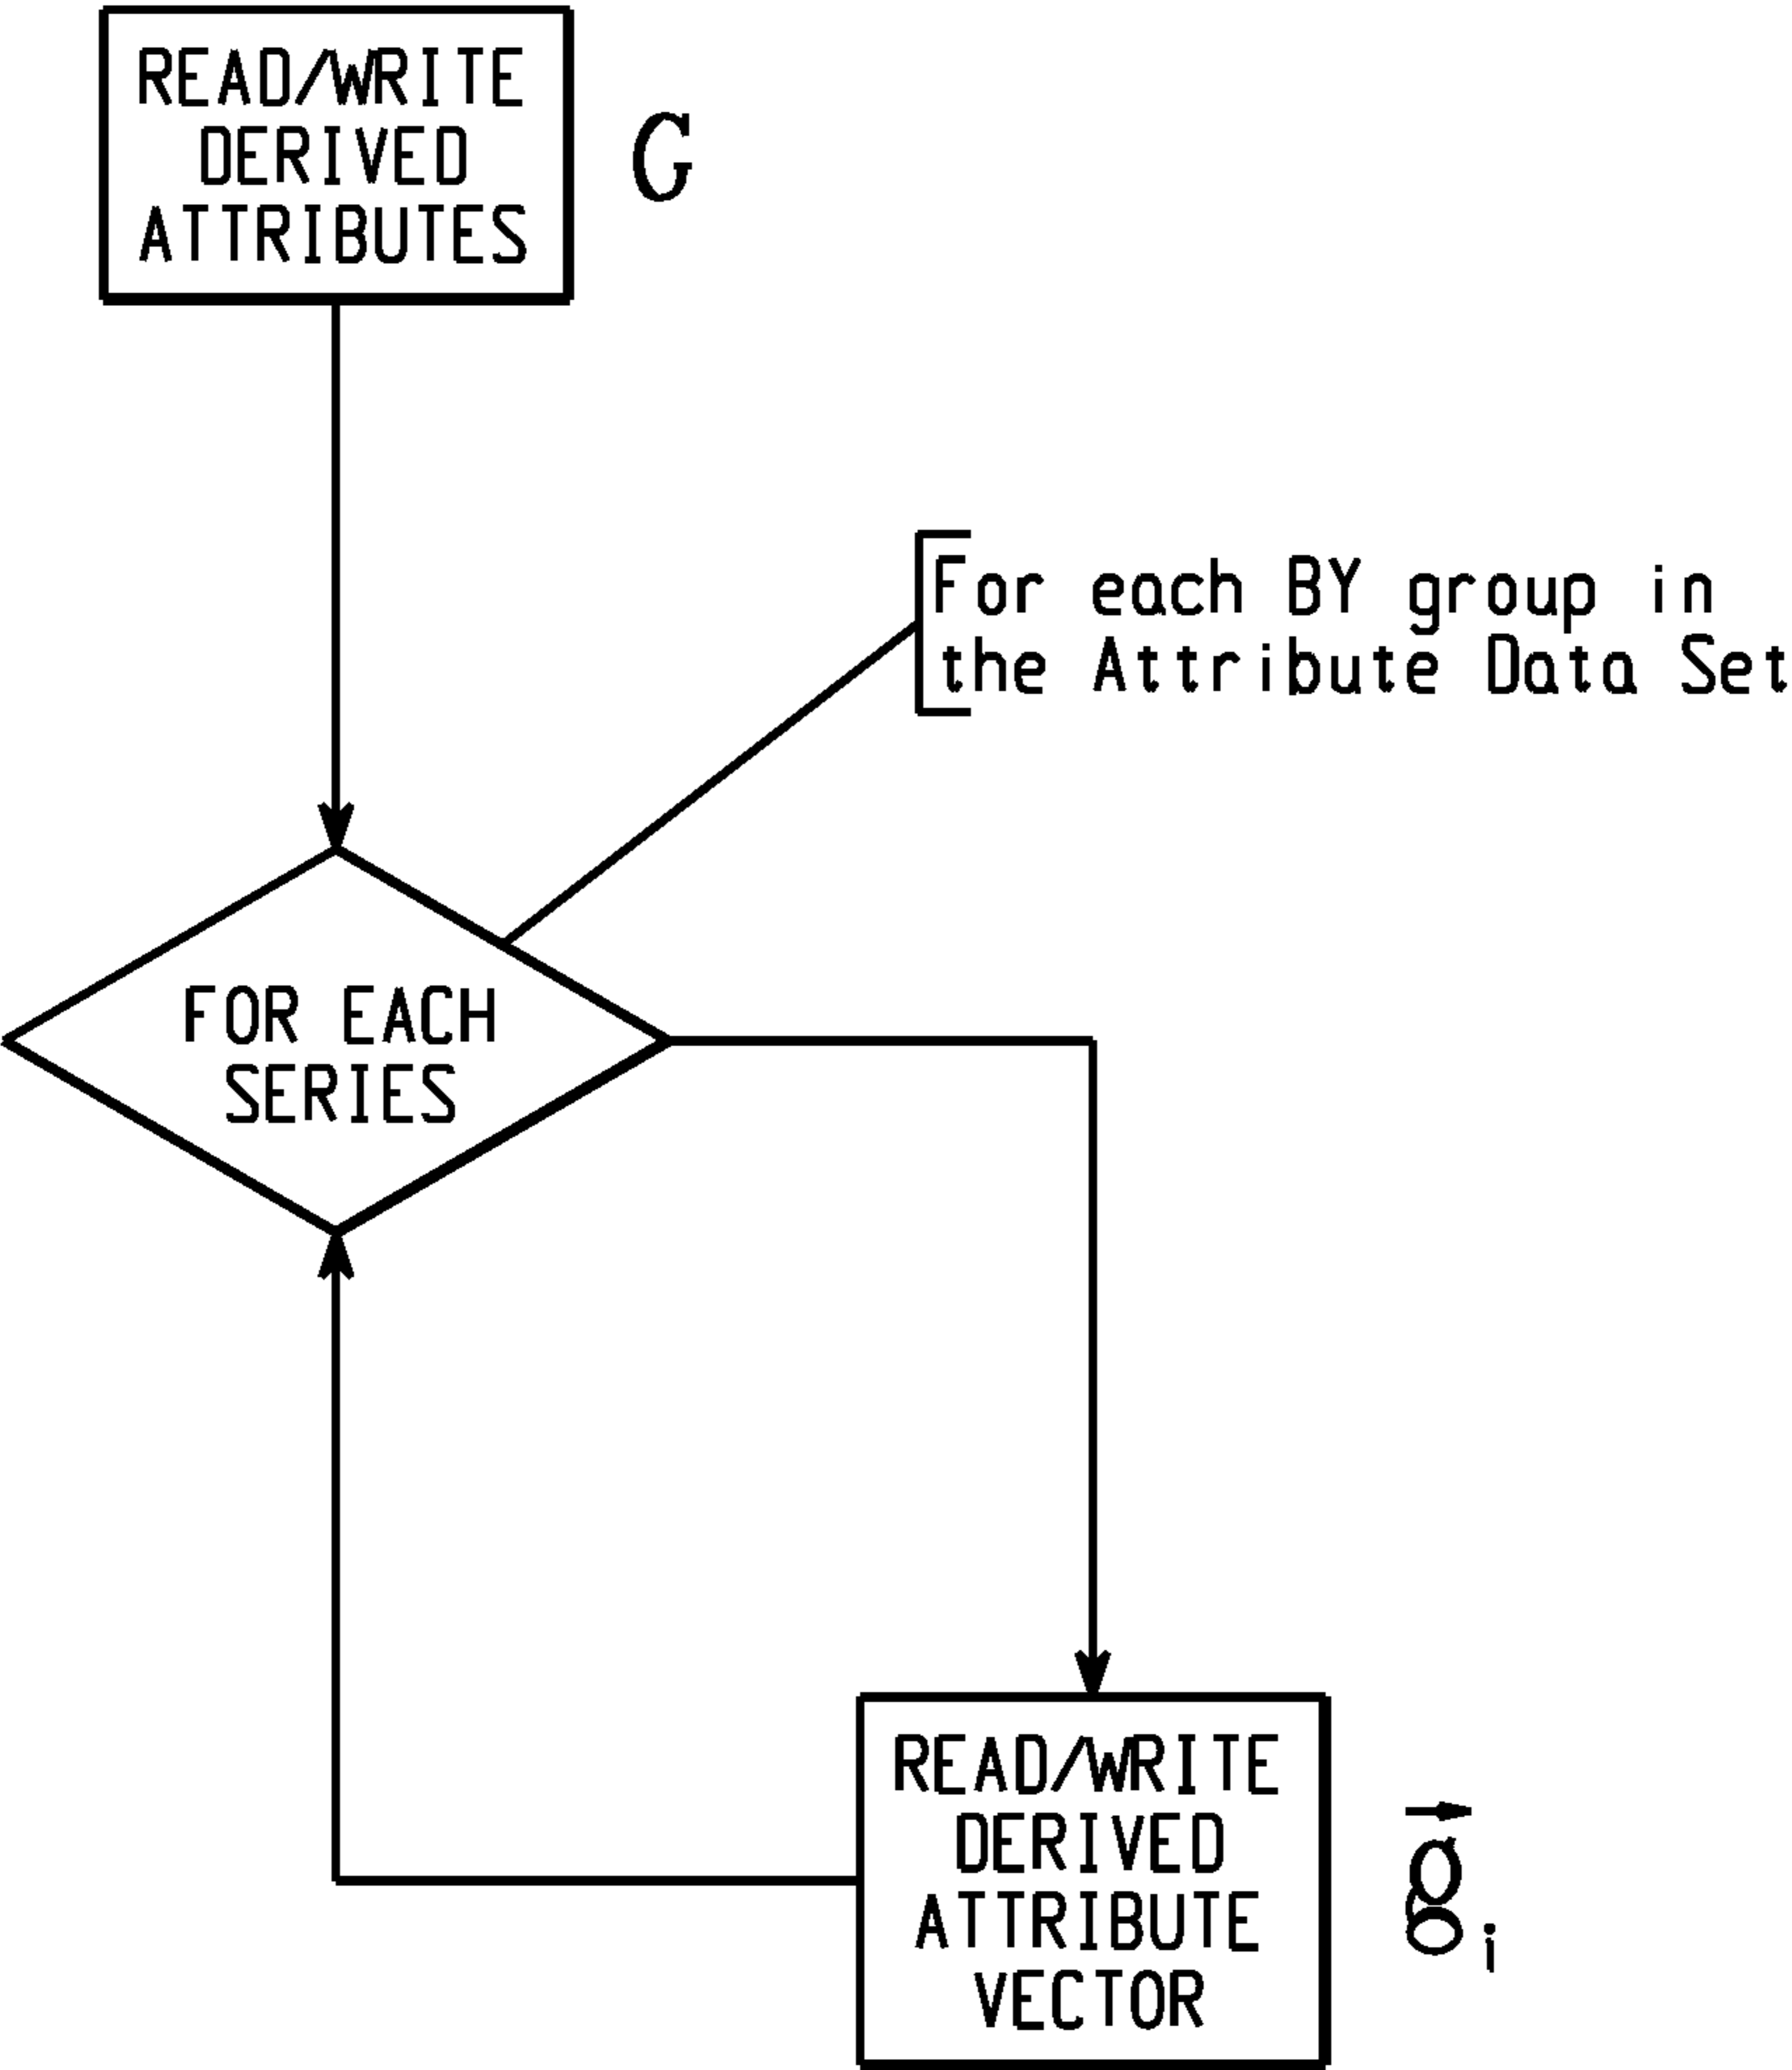 READ/WRITE
DERIVED
ATTRIBUTES
G
For each BY group in
the Attribute Data Set
FOR EACH
SERIES
READ/WRITE
DERIVED
ATTRIBUTE
VECTOR
g⃗ᵢ